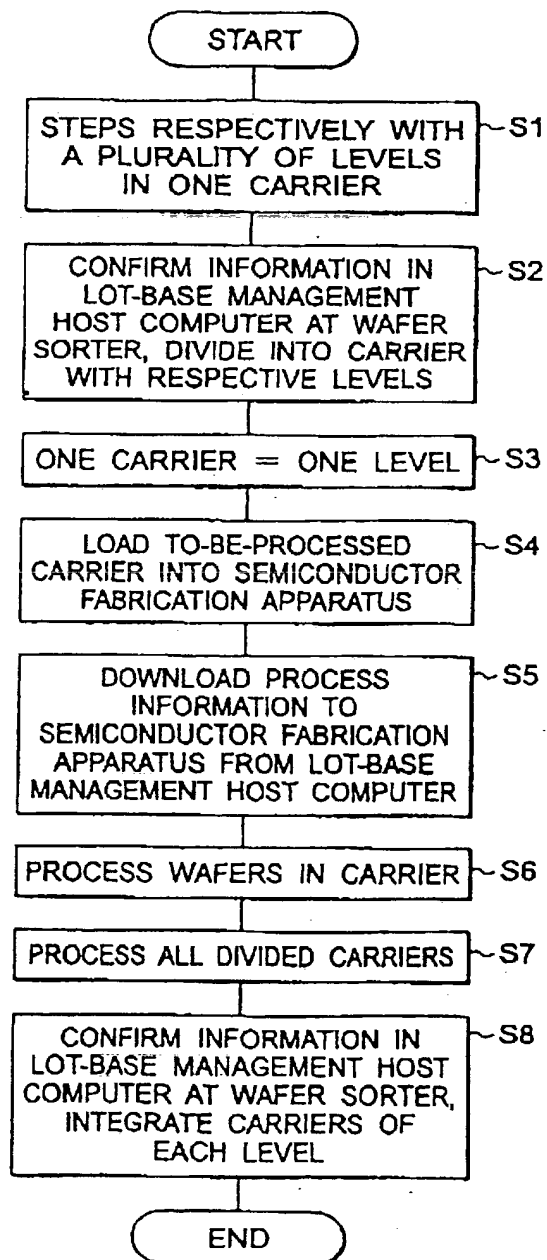 START
STEPS RESPECTIVELY WITH
A PLURALITY OF LEVELS
IN ONE CARRIER
S1
CONFIRM INFORMATION IN
LOT-BASE MANAGEMENT
HOST COMPUTER AT WAFER
SORTER, DIVIDE INTO CARRIER
WITH RESPECTIVE LEVELS
S2
ONE CARRIER = ONE LEVEL
S3
LOAD TO-BE-PROCESSED
CARRIER INTO SEMICONDUCTOR
FABRICATION APPARATUS
S4
DOWNLOAD PROCESS
INFORMATION TO
SEMICONDUCTOR FABRICATION
APPARATUS FROM LOT-BASE
MANAGEMENT HOST COMPUTER
S5
PROCESS WAFERS IN CARRIER
S6
PROCESS ALL DIVIDED CARRIERS
S7
CONFIRM INFORMATION IN
LOT-BASE MANAGEMENT HOST
COMPUTER AT WAFER SORTER,
INTEGRATE CARRIERS OF
EACH LEVEL
S8
END